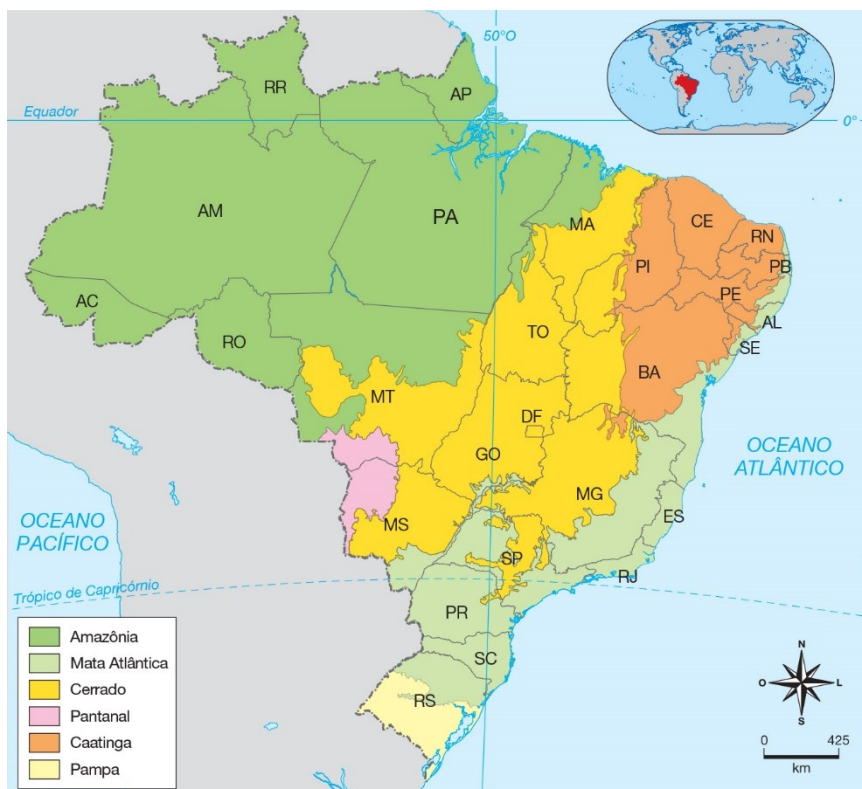 50°O
Equador
0°
RR
AP
AM
PA
MA
CE
RN
PI
PB
PE
AC
AL
TO
SE
RO
BA
MT
DF
GO
OCEANO
ATLÂNTICO
MG
OCEANO
PACÍFICO
MS
ES
SP
RJ
Trópico de Capricórnio
PR
SC
RS
Amazônia
Mata Atlântica
Cerrado
Pantanal
Caatinga
Pampa
N
O
L
S
0 425
km